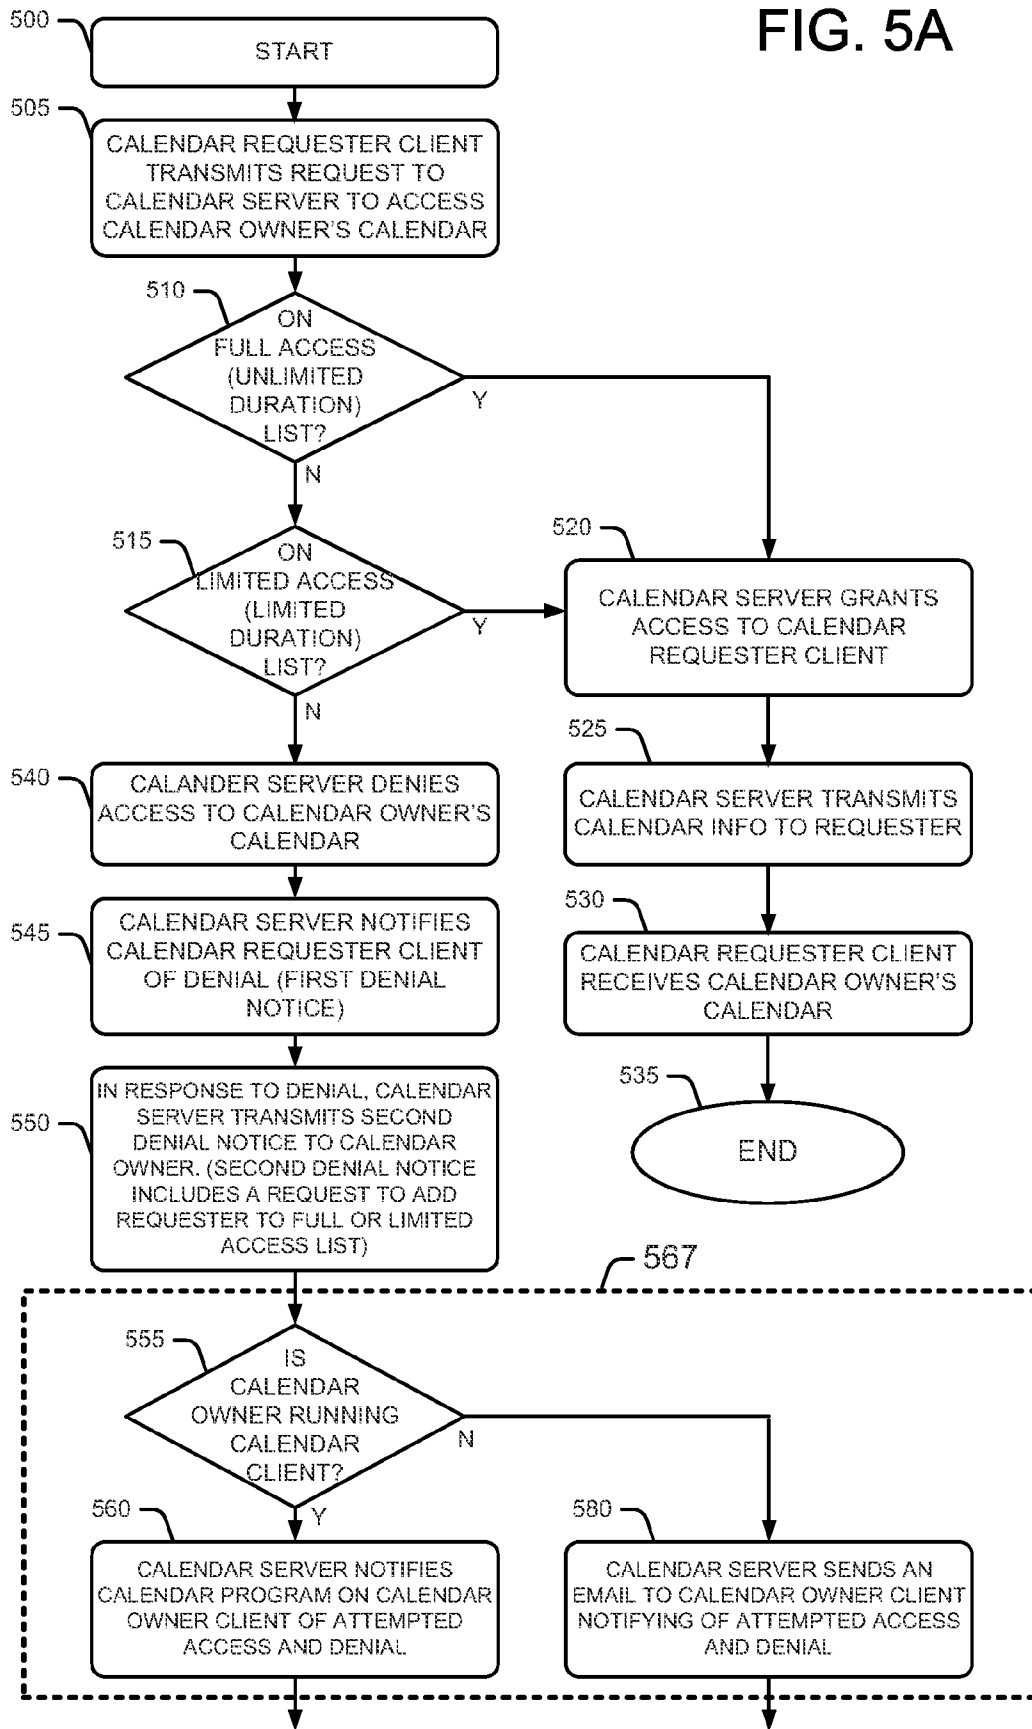 FIG. 5A
500
START
505
CALENDAR REQUESTER CLIENT
TRANSMITS REQUEST TO
CALENDAR SERVER TO ACCESS
CALENDAR OWNER'S CALENDAR
510
ON
FULL ACCESS
(UNLIMITED
DURATION)
LIST?
Y
N
515
ON
LIMITED ACCESS
(LIMITED
DURATION)
LIST?
Y
N
520
CALENDAR SERVER GRANTS
ACCESS TO CALENDAR
REQUESTER CLIENT
525
CALENDAR SERVER TRANSMITS
CALENDAR INFO TO REQUESTER
530
CALENDAR REQUESTER CLIENT
RECEIVES CALENDAR OWNER'S
CALENDAR
535
END
540
CALANDER SERVER DENIES
ACCESS TO CALENDAR OWNER'S
CALENDAR
545
CALENDAR SERVER NOTIFIES
CALENDAR REQUESTER CLIENT
OF DENIAL (FIRST DENIAL
NOTICE)
550
IN RESPONSE TO DENIAL, CALENDAR
SERVER TRANSMITS SECOND
DENIAL NOTICE TO CALENDAR
OWNER. (SECOND DENIAL NOTICE
INCLUDES A REQUEST TO ADD
REQUESTER TO FULL OR LIMITED
ACCESS LIST)
567
555
IS
CALENDAR
OWNER RUNNING
CALENDAR
CLIENT?
N
Y
560
CALENDAR SERVER NOTIFIES
CALENDAR PROGRAM ON CALENDAR
OWNER CLIENT OF ATTEMPTED
ACCESS AND DENIAL
580
CALENDAR SERVER SENDS AN
EMAIL TO CALENDAR OWNER CLIENT
NOTIFYING OF ATTEMPTED ACCESS
AND DENIAL